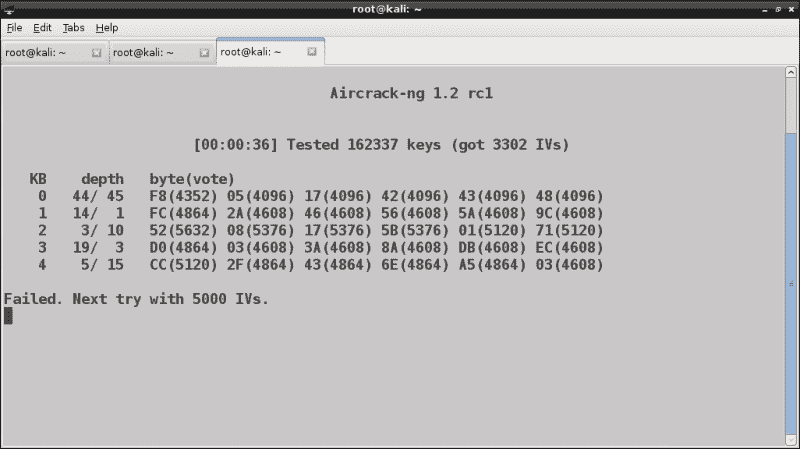 root@kali: ~
File Edit Tabs Help
root@kali: ~ root@kali: ~ root@kali: ~
Aircrack-ng 1.2 rc1
[00:00:36] Tested 162337 keys (got 3302 IVs)
KB depth byte(vote)
0 44/ 45 F8(4352) 05(4096) 17(4096) 42(4096) 43(4096) 48(4096)
1 14/ 1 FC(4864) 2A(4608) 46(4608) 56(4608) 5A(4608) 9C(4608)
2 3/ 10 52(5632) 08(5376) 17(5376) 5B(5376) 01(5120) 71(5120)
3 19/ 3 D0(4864) 03(4608) 3A(4608) 8A(4608) DB(4608) EC(4608)
4 5/ 15 CC(5120) 2F(4864) 43(4864) 6E(4864) A5(4864) 03(4608)
Failed. Next try with 5000 IVs.